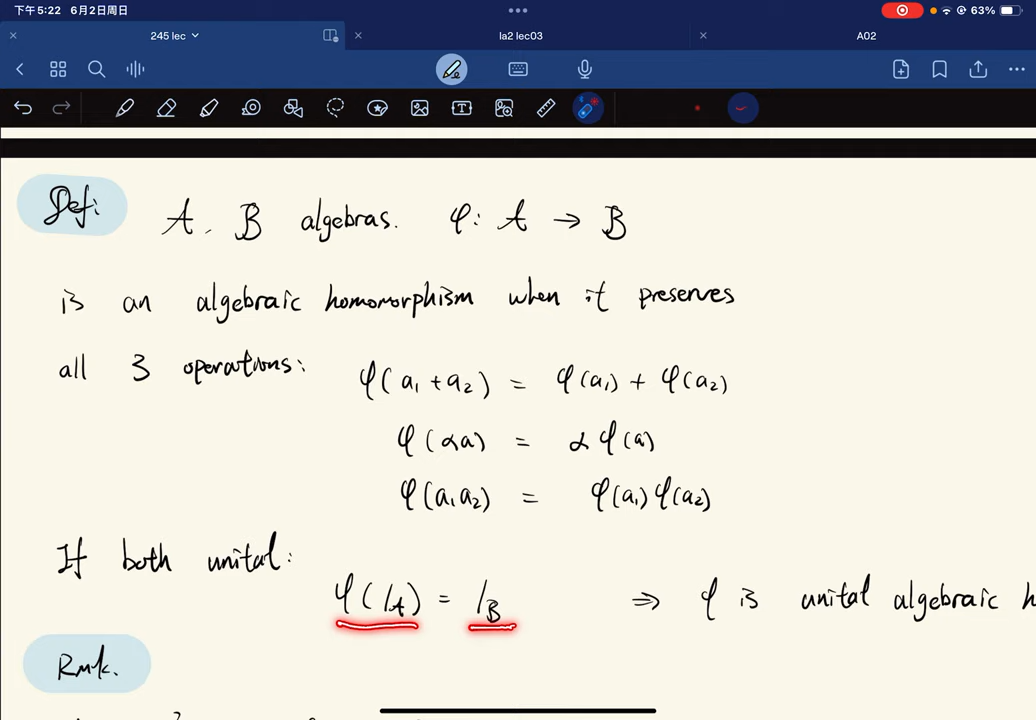 下午5:22 6月2日周日
63%
245 lec
la2 lec03
A02
Def: A, B algebras. φ: A → B
is an algebraic homomorphism when it preserves
all 3 operations: φ(a₁ + a₂) = φ(a₁) + φ(a₂)
φ(αa) = αφ(a)
φ(a₁a₂) = φ(a₁)φ(a₂)
If both unital:
φ(1_A) = 1_B ⇒ φ is unital algebraic h
Rmk.